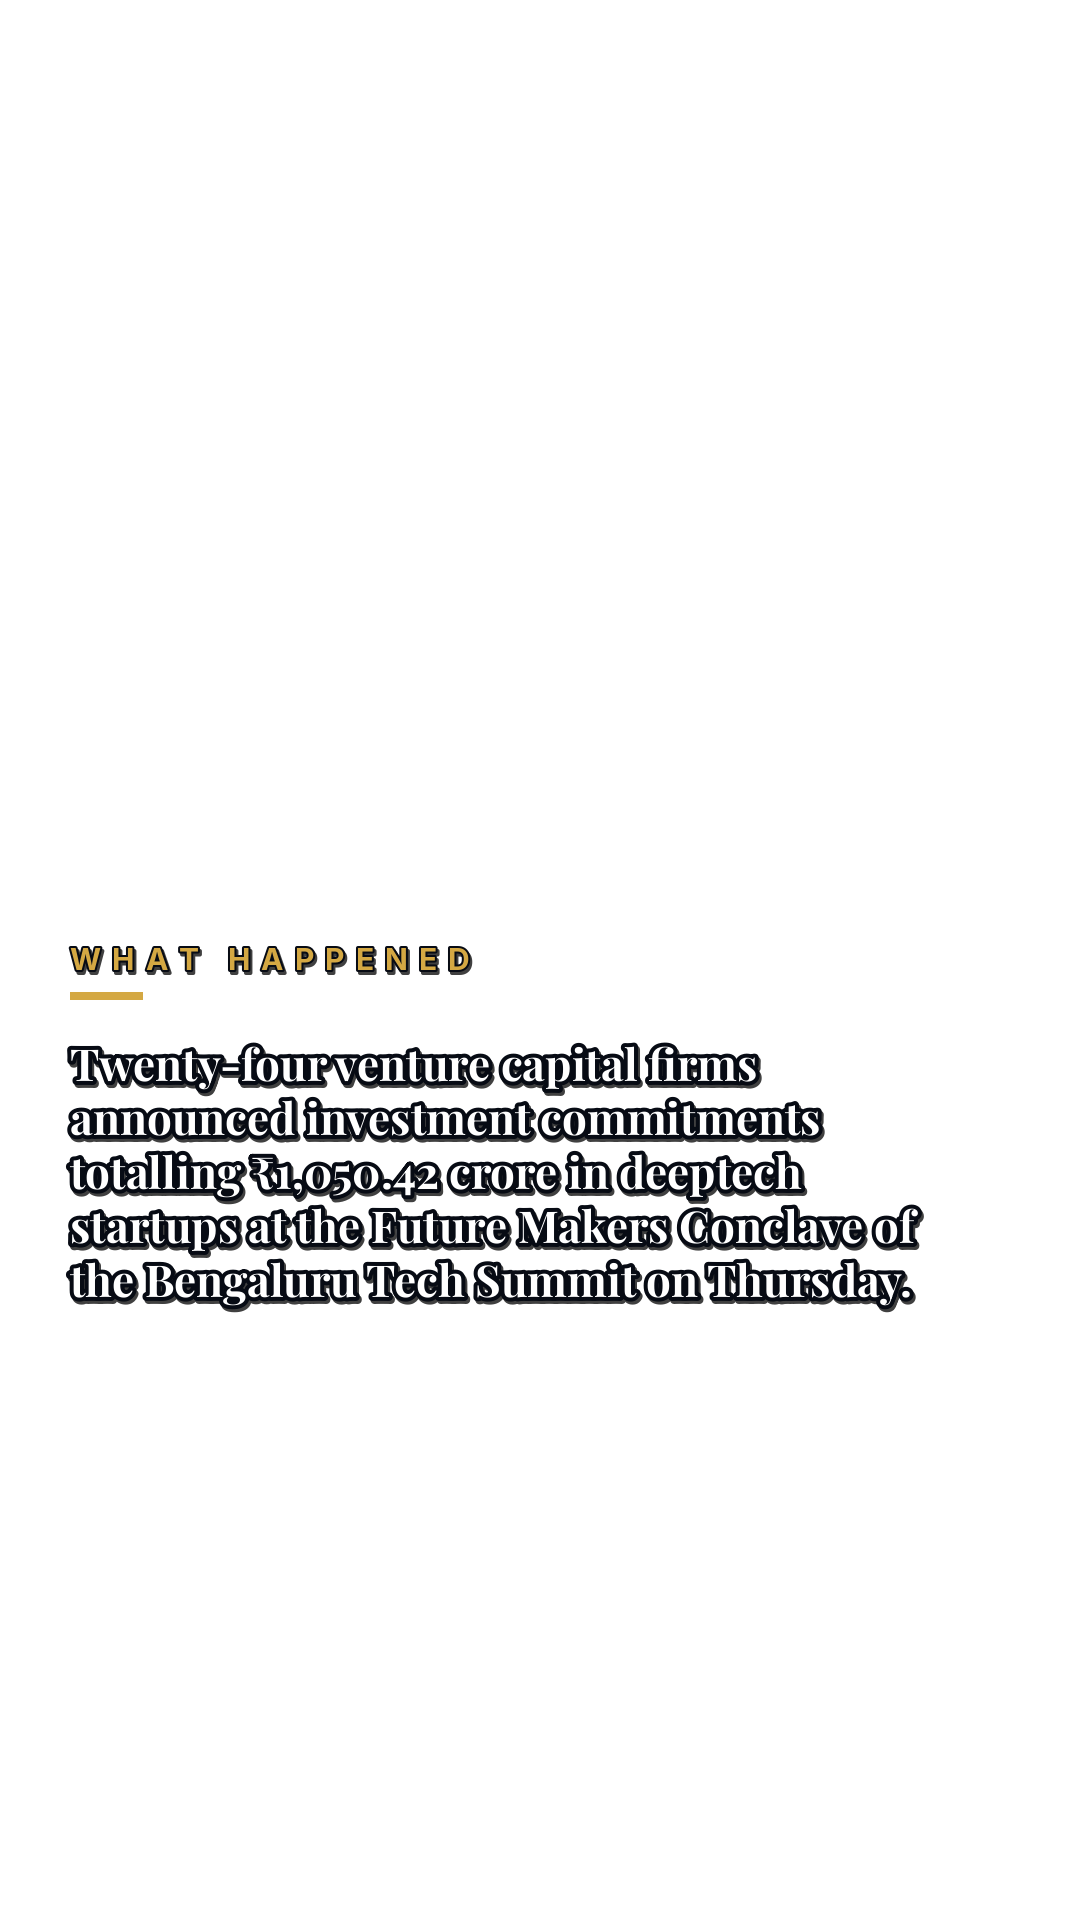 WHAT HAPPENED
Twenty-four venture capital firms
announced investment commitments
totalling ₹1,050.42 crore in deeptech
startups at the Future Makers Conclave of
the Bengaluru Tech Summit on Thursday.